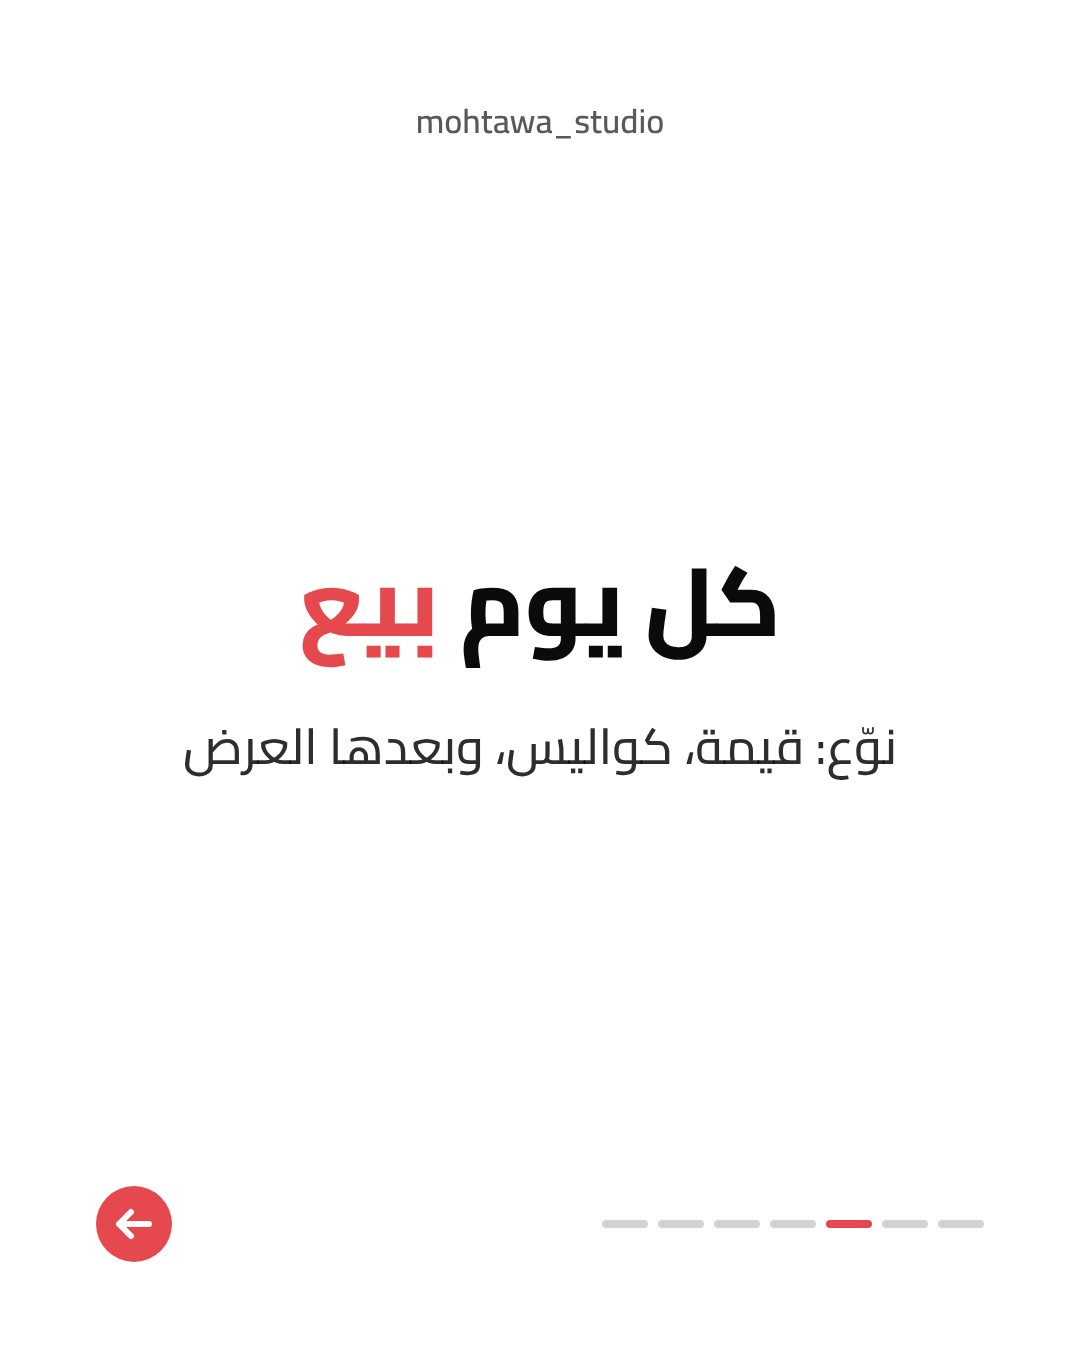 mohtawa_studio
كل يوم بيع
نوّع: قيمة، كواليس، وبعدها العرض